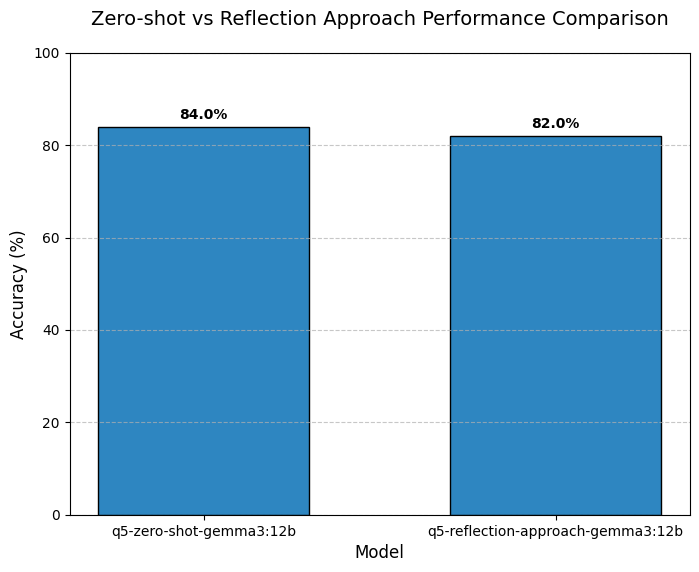 Zero-shot vs Reflection Approach Performance Comparison
100
84.0%
82.0%
80
60
Accuracy (%)
40
20
0
q5-zero-shot-gemma3:12b
q5-reflection-approach-gemma3:12b
Model